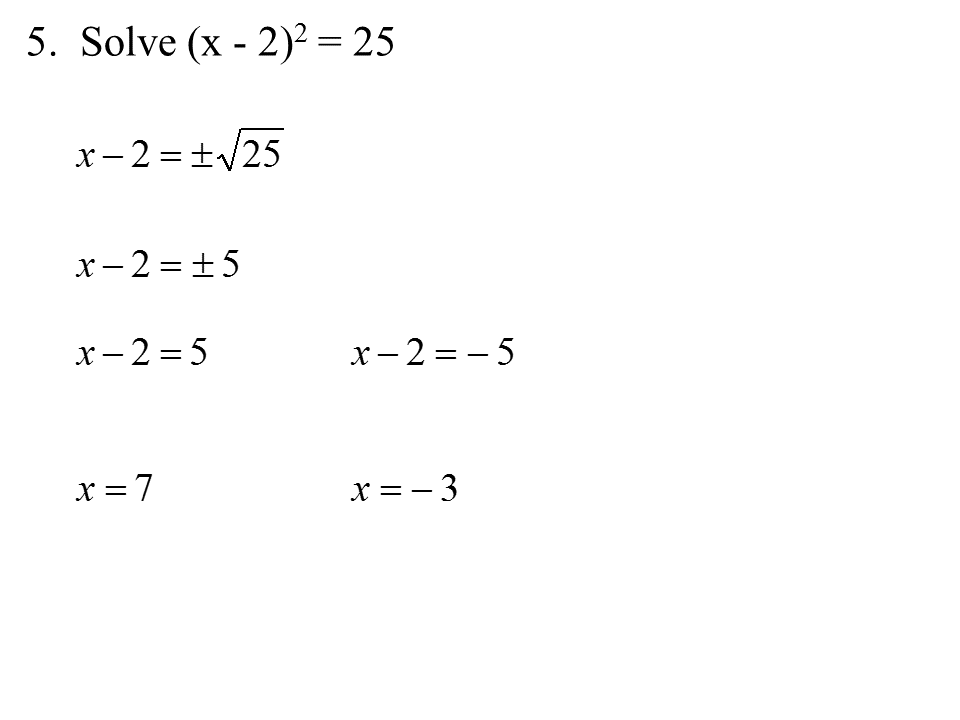 5. Solve (x - 2)² = 25
x – 2 = ±√25
x – 2 = ± 5
x – 2 = 5 x – 2 = – 5
x = 7 x = – 3